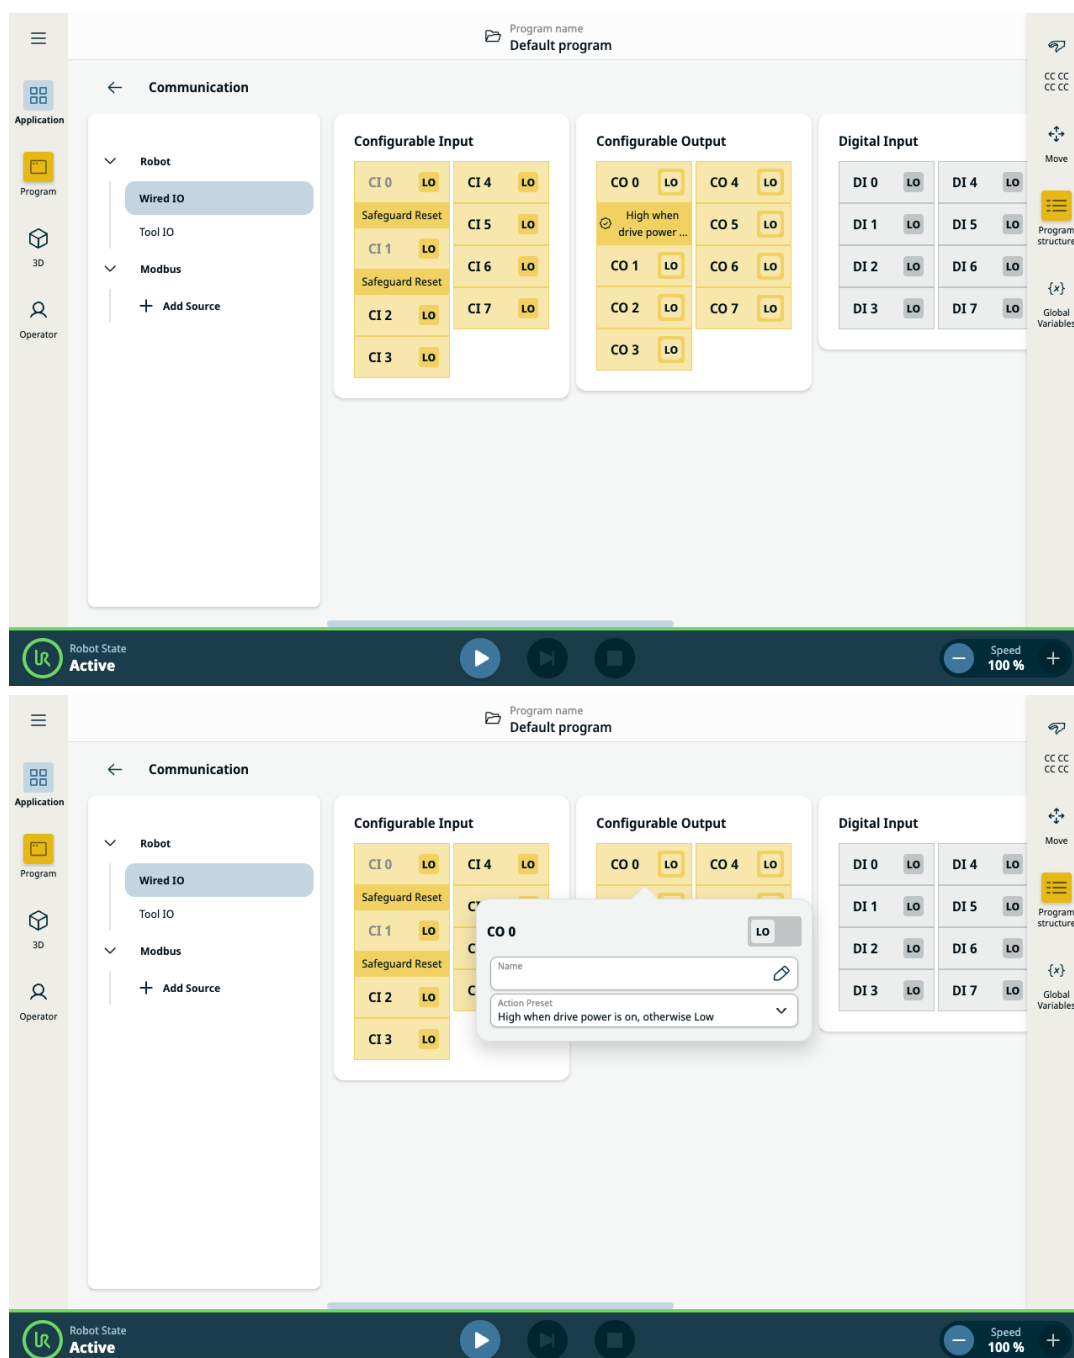 Program name
Default program
Communication
Application
Program
3D
Operator
Robot
Wired IO
Tool IO
Modbus
Add Source
Configurable Input
CI 0 LO CI 4 LO
Safeguard Reset
CI 5 LO
CI 1 LO
CI 6 LO
Safeguard Reset
CI 2 LO
CI 7 LO
CI 3 LO
Configurable Output
CO 0 LO CO 4 LO
High when
drive power ...
CO 5 LO
CO 1 LO CO 6 LO
CO 2 LO CO 7 LO
CO 3 LO
Digital Input
DI 0 LO DI 4 LO
DI 1 LO DI 5 LO
DI 2 LO DI 6 LO
DI 3 LO DI 7 LO
CC CC
CC CC
Move
Program
structure
{x}
Global
Variables
UR
Robot State
Active
Speed
100 %
Program name
Default program
Communication
Application
Program
3D
Operator
Robot
Wired IO
Tool IO
Modbus
Add Source
Configurable Input
CI 0 LO CI 4 LO
Safeguard Reset
CI 1 LO
Safeguard Reset
CI 2 LO
CI 3 LO
Configurable Output
CO 0 LO CO 4 LO
CO 0 LO
Name
Action Preset
High when drive power is on, otherwise Low
Digital Input
DI 0 LO DI 4 LO
DI 1 LO DI 5 LO
DI 2 LO DI 6 LO
DI 3 LO DI 7 LO
CC CC
CC CC
Move
Program
structure
{x}
Global
Variables
UR
Robot State
Active
Speed
100 %